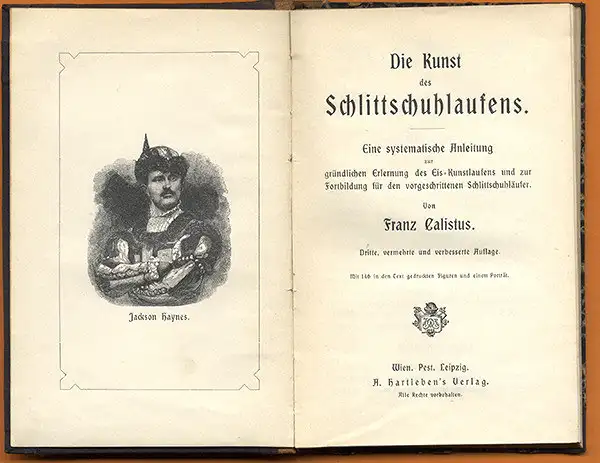 Jackson Haynes.
Die Kunst
des
Schlittschuhlaufens.
Eine systematische Anleitung
zur
gründlichen Erlernung des Eis-Kunstlaufens und zur
Fortbildung für den vorgeschrittenen Schlittschuhläufer.
Von
Franz Calistus.
Dritte, vermehrte und verbesserte Auflage.
Mit 146 in den Text gedruckten Figuren und einem Porträt.
Wien. Pest. Leipzig.
A. Hartleben's Verlag.
Alle Rechte vorbehalten.